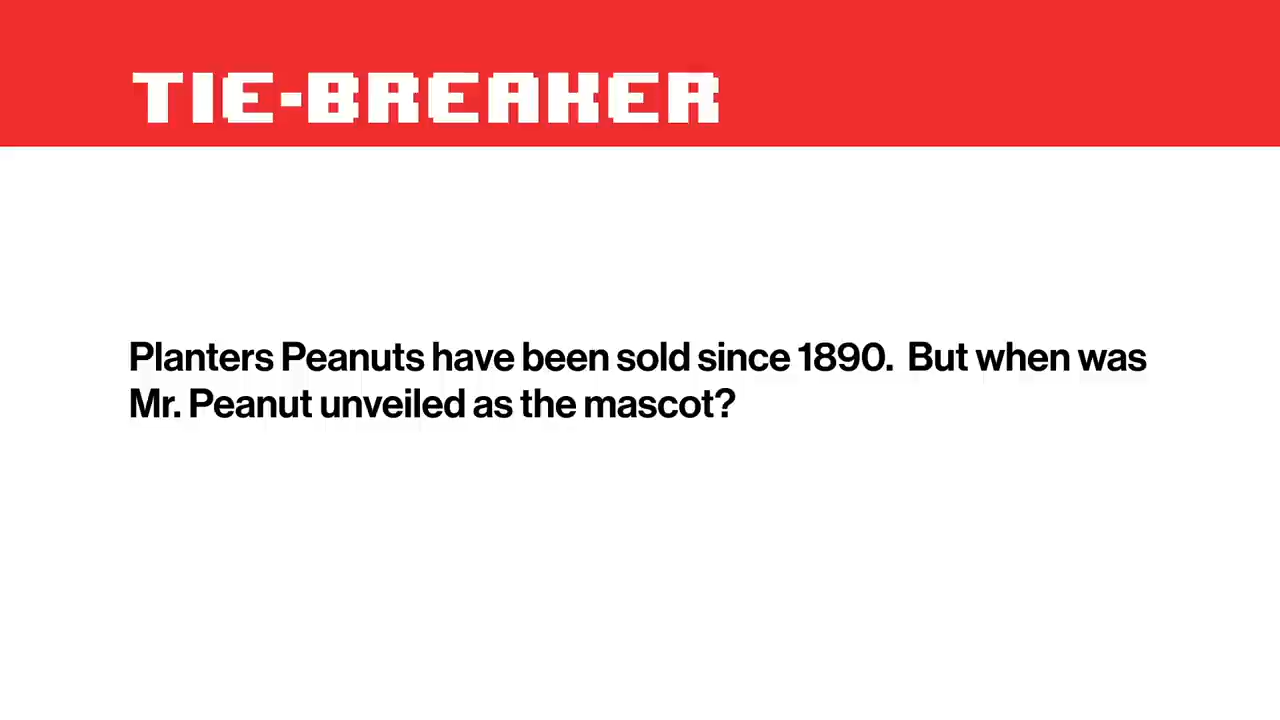 TIE-BREAKER
Planters Peanuts have been sold since 1890.  But when was
Mr. Peanut unveiled as the mascot?